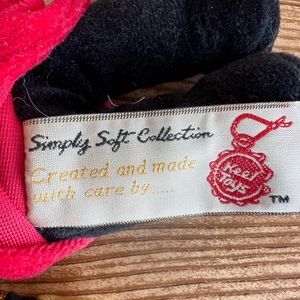 Simply Soft Collection
Created and made
with care by.....
Keel
Toys
TM